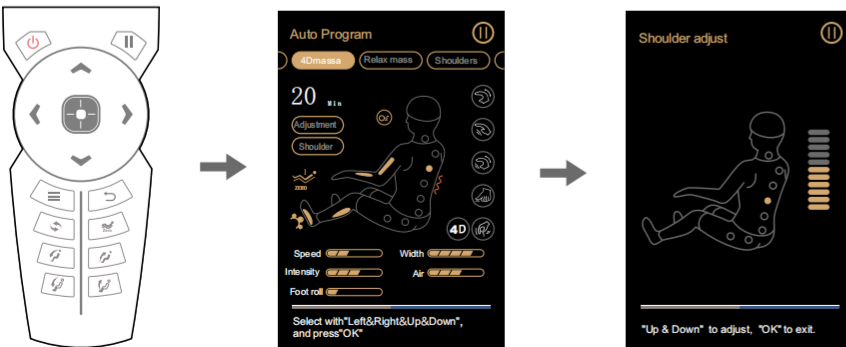 Auto Program
4Dmassa
Relax mass
Shoulders
20 Min
Adjustment
Shoulder
ZERO
4D
Speed
Width
Intensity
Air
Foot roll
Select with"Left&Right&Up&Down",
and press"OK"
Shoulder adjust
"Up & Down" to adjust, "OK"to exit.